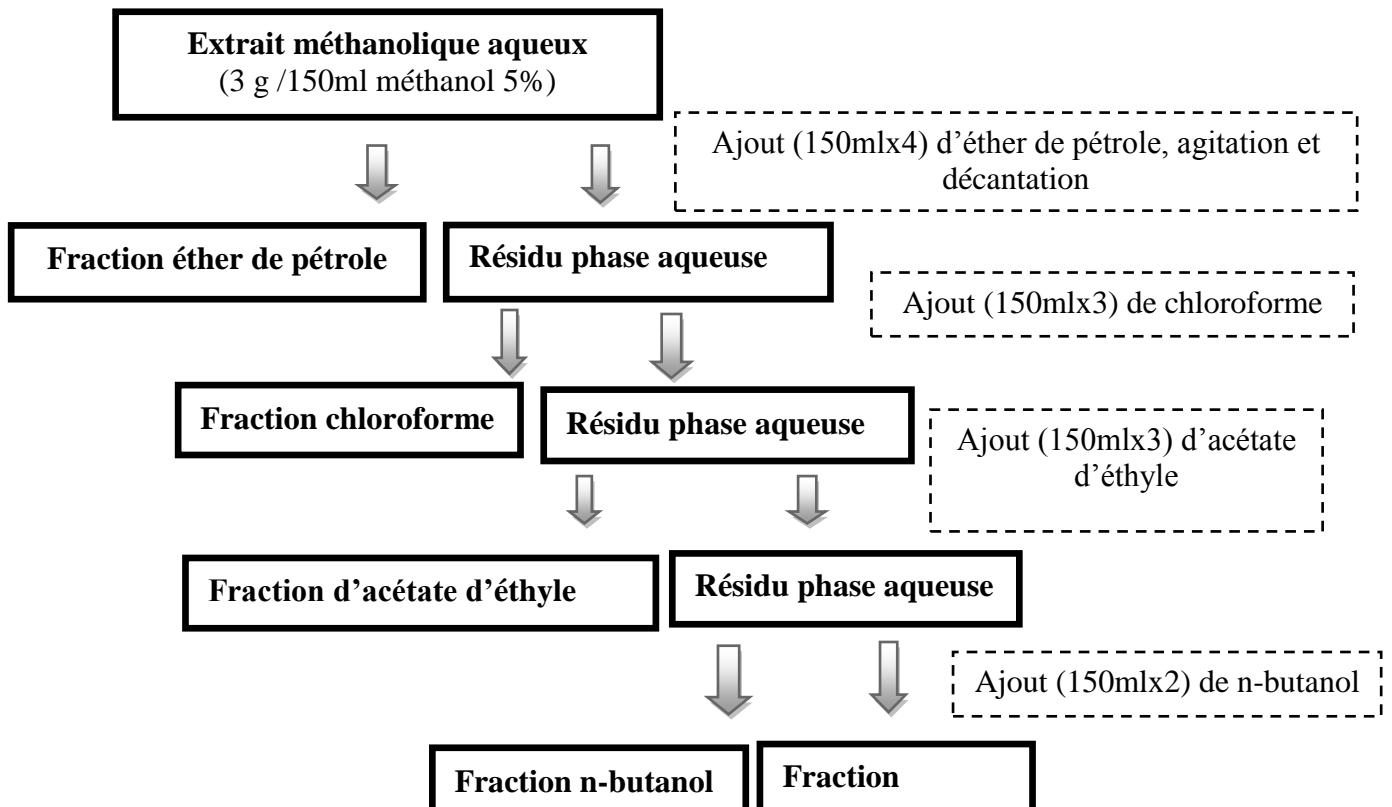 Extrait méthanolique aqueux
(3 g /150ml méthanol 5%)
Ajout (150mlx4) d’éther de pétrole, agitation et
décantation
Fraction éther de pétrole
Résidu phase aqueuse
Ajout (150mlx3) de chloroforme
Fraction chloroforme
Résidu phase aqueuse
Ajout (150mlx3) d’acétate
d’éthyle
Fraction d’acétate d’éthyle
Résidu phase aqueuse
Ajout (150mlx2) de n-butanol
Fraction n-butanol
Fraction